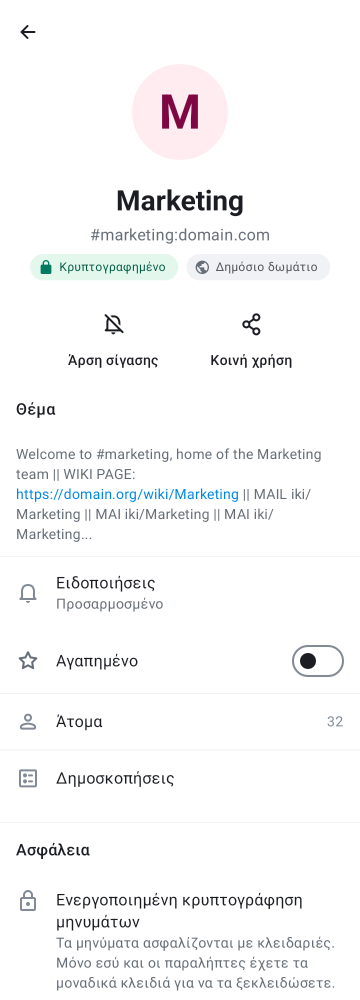 M
Marketing
#marketing:domain.com
Κρυπτογραφημένο
Δημόσιο δωμάτιο
Άρση σίγασης
Κοινή χρήση
Θέμα
Welcome to #marketing, home of the Marketing
team || WIKI PAGE:
https://domain.org/wiki/Marketing || MAIL iki/
Marketing || MAI iki/Marketing || MAI iki/
Marketing...
Ειδοποιήσεις
Προσαρμοσμένο
Αγαπημένο
Άτομα 32
Δημοσκοπήσεις
Ασφάλεια
Ενεργοποιημένη κρυπτογράφηση
μηνυμάτων
Τα μηνύματα ασφαλίζονται με κλειδαριές.
Μόνο εσύ και οι παραλήπτες έχετε τα
μοναδικά κλειδιά για να τα ξεκλειδώσετε.